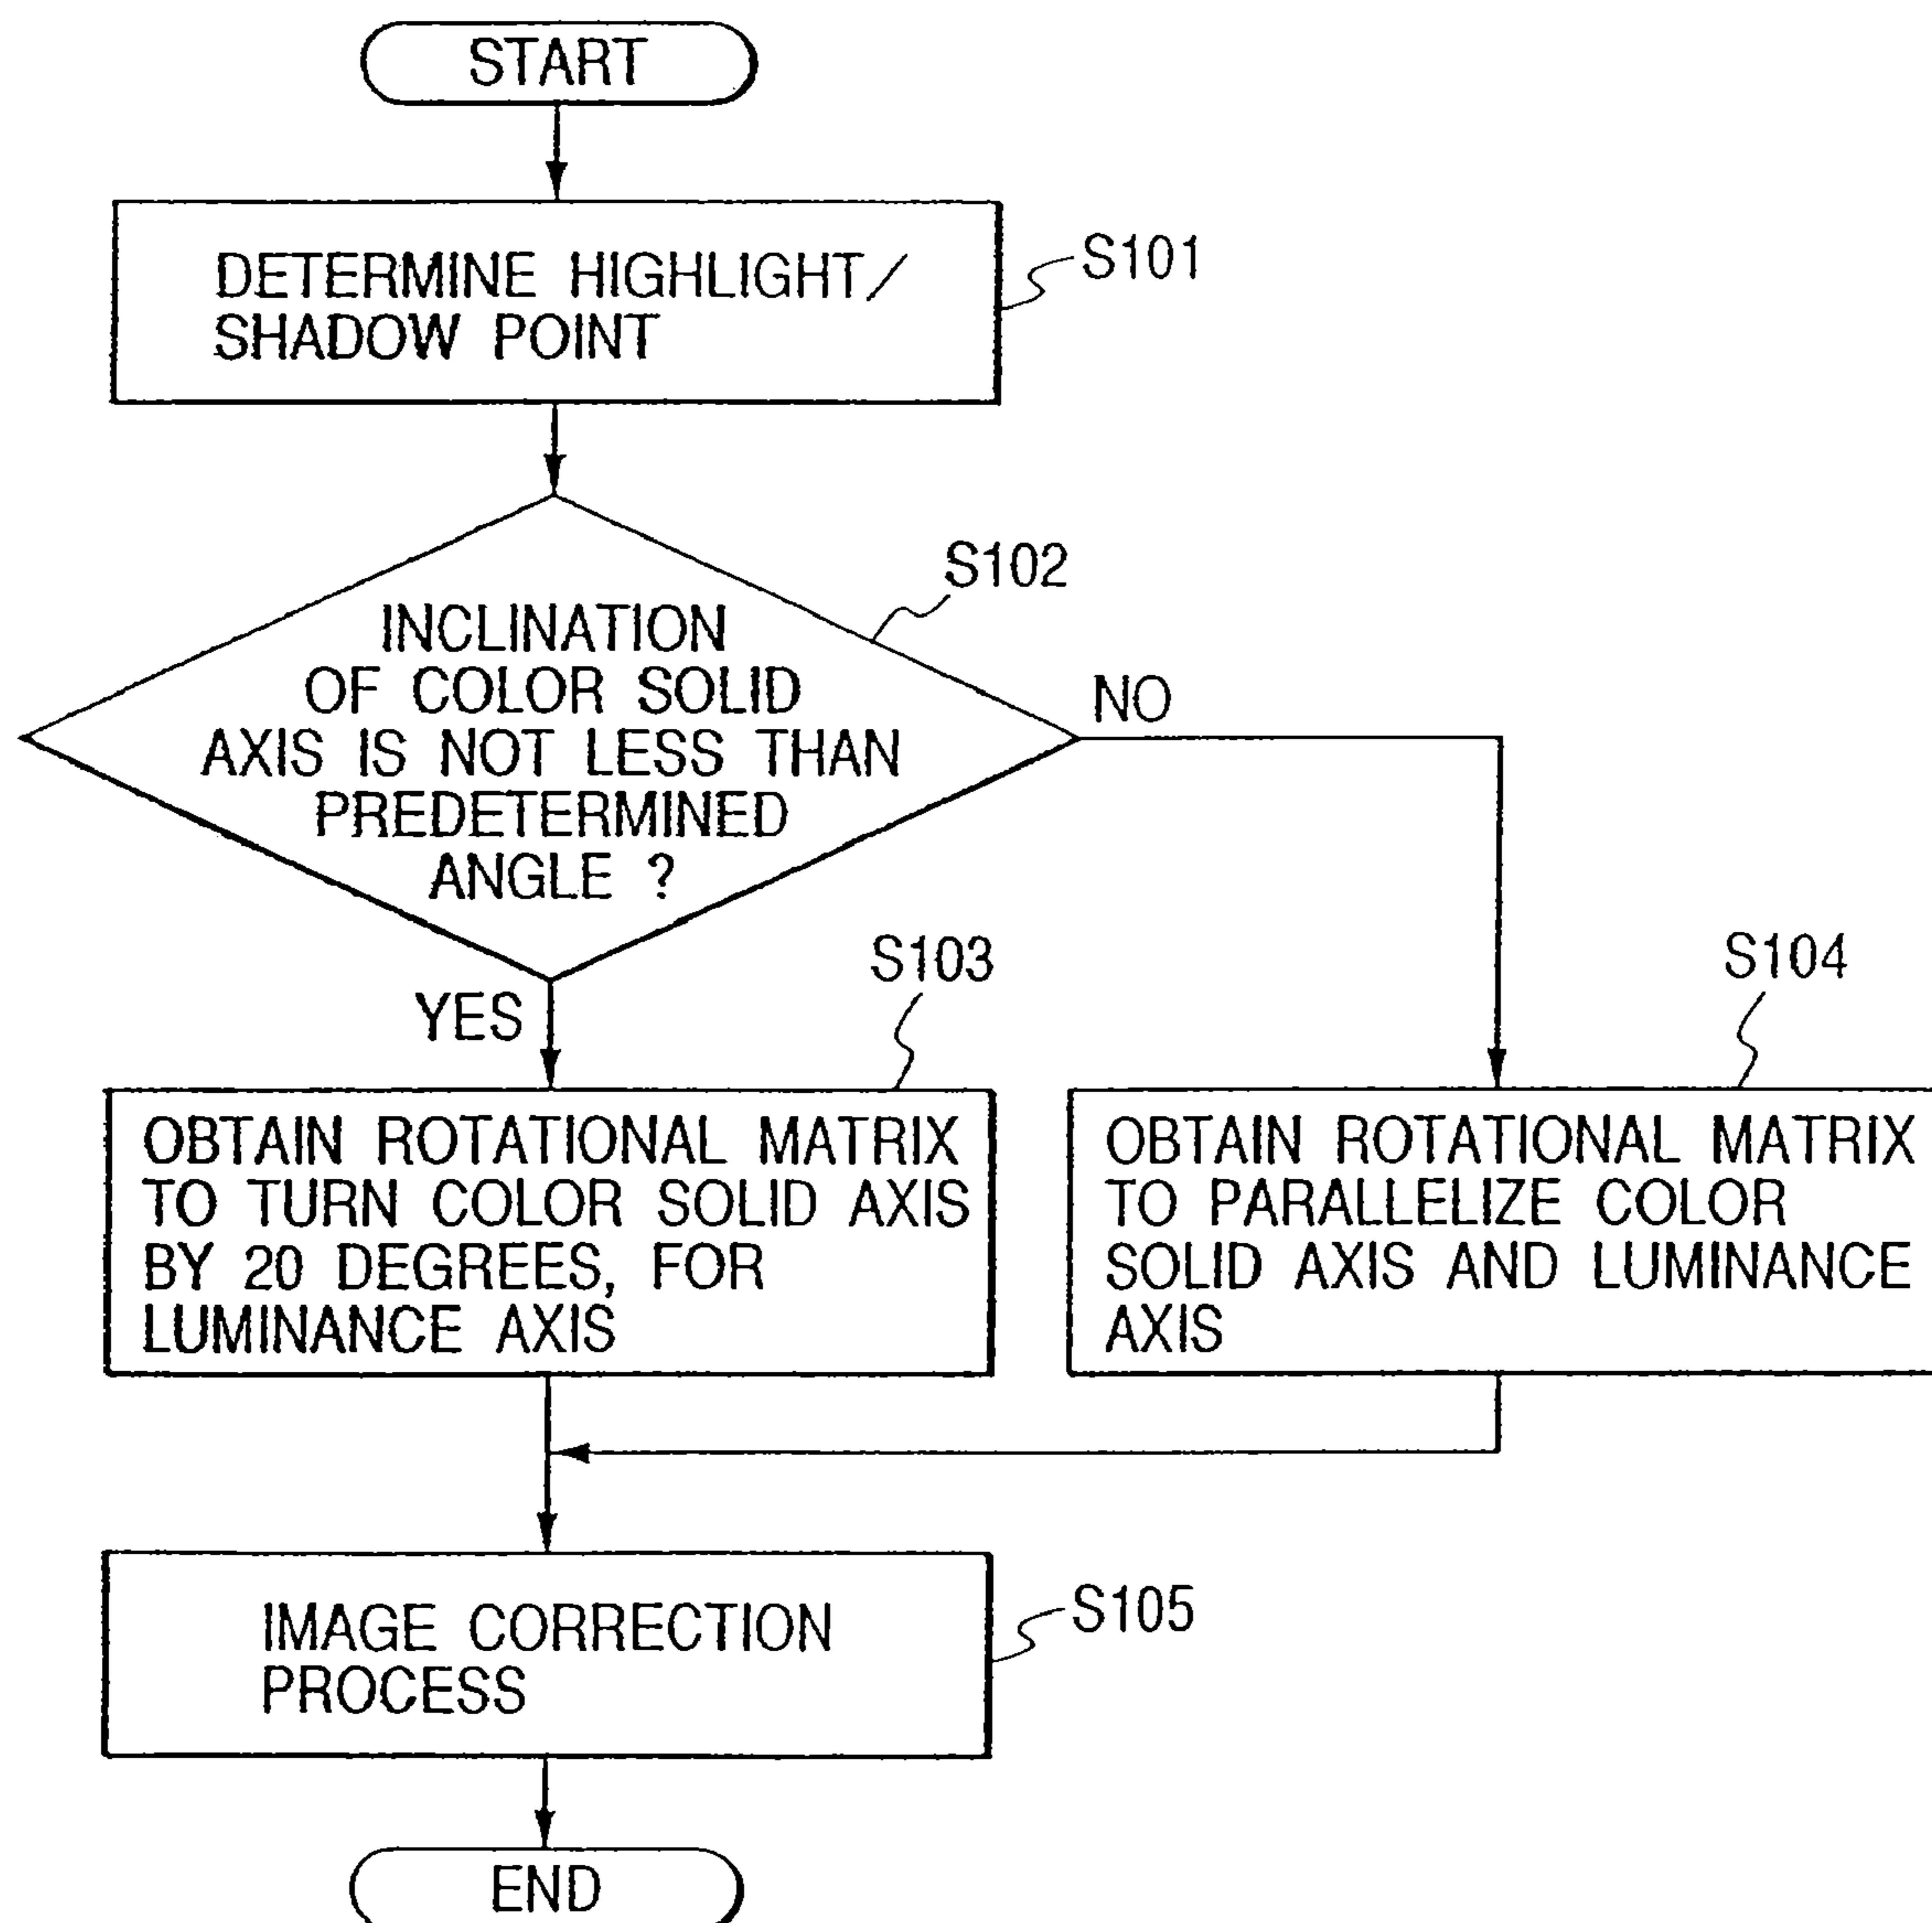 START
DETERMINE HIGHLIGHT/
SHADOW POINT
S101
S102
INCLINATION
OF COLOR SOLID
AXIS IS NOT LESS THAN
PREDETERMINED
ANGLE ?
NO
YES
S103
OBTAIN ROTATIONAL MATRIX
TO TURN COLOR SOLID AXIS
BY 20 DEGREES, FOR
LUMINANCE AXIS
S104
OBTAIN ROTATIONAL MATRIX
TO PARALLELIZE COLOR
SOLID AXIS AND LUMINANCE
AXIS
IMAGE CORRECTION
PROCESS
S105
END